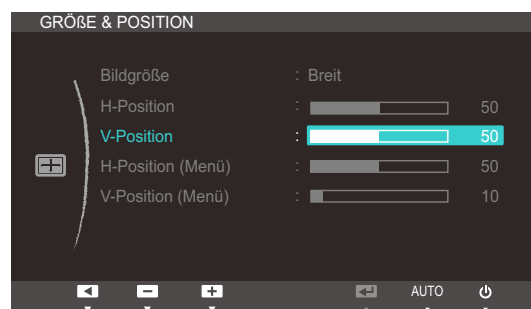 GRÖßE & POSITION
Bildgröße : Breit
H-Position : 50
V-Position : 50
H-Position (Menü) : 50
V-Position (Menü) : 10
AUTO